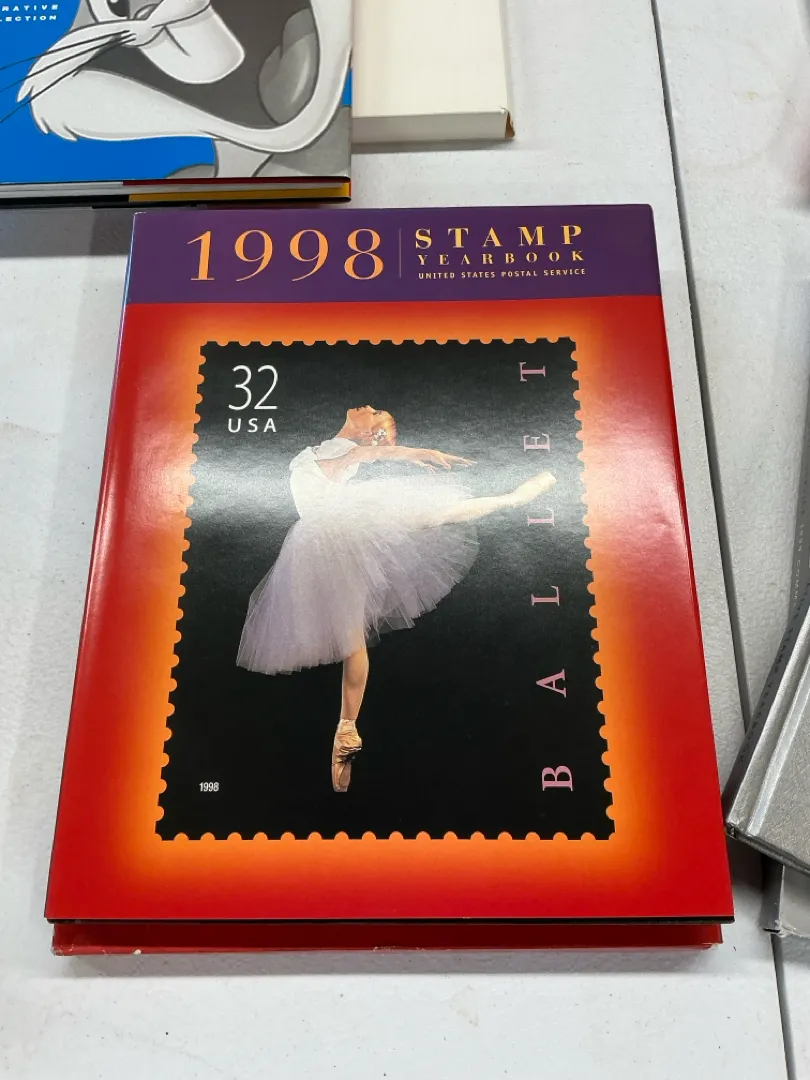 1998
STAMP
YEARBOOK
UNITED STATES POSTAL SERVICE
32
USA
BALLET
1998